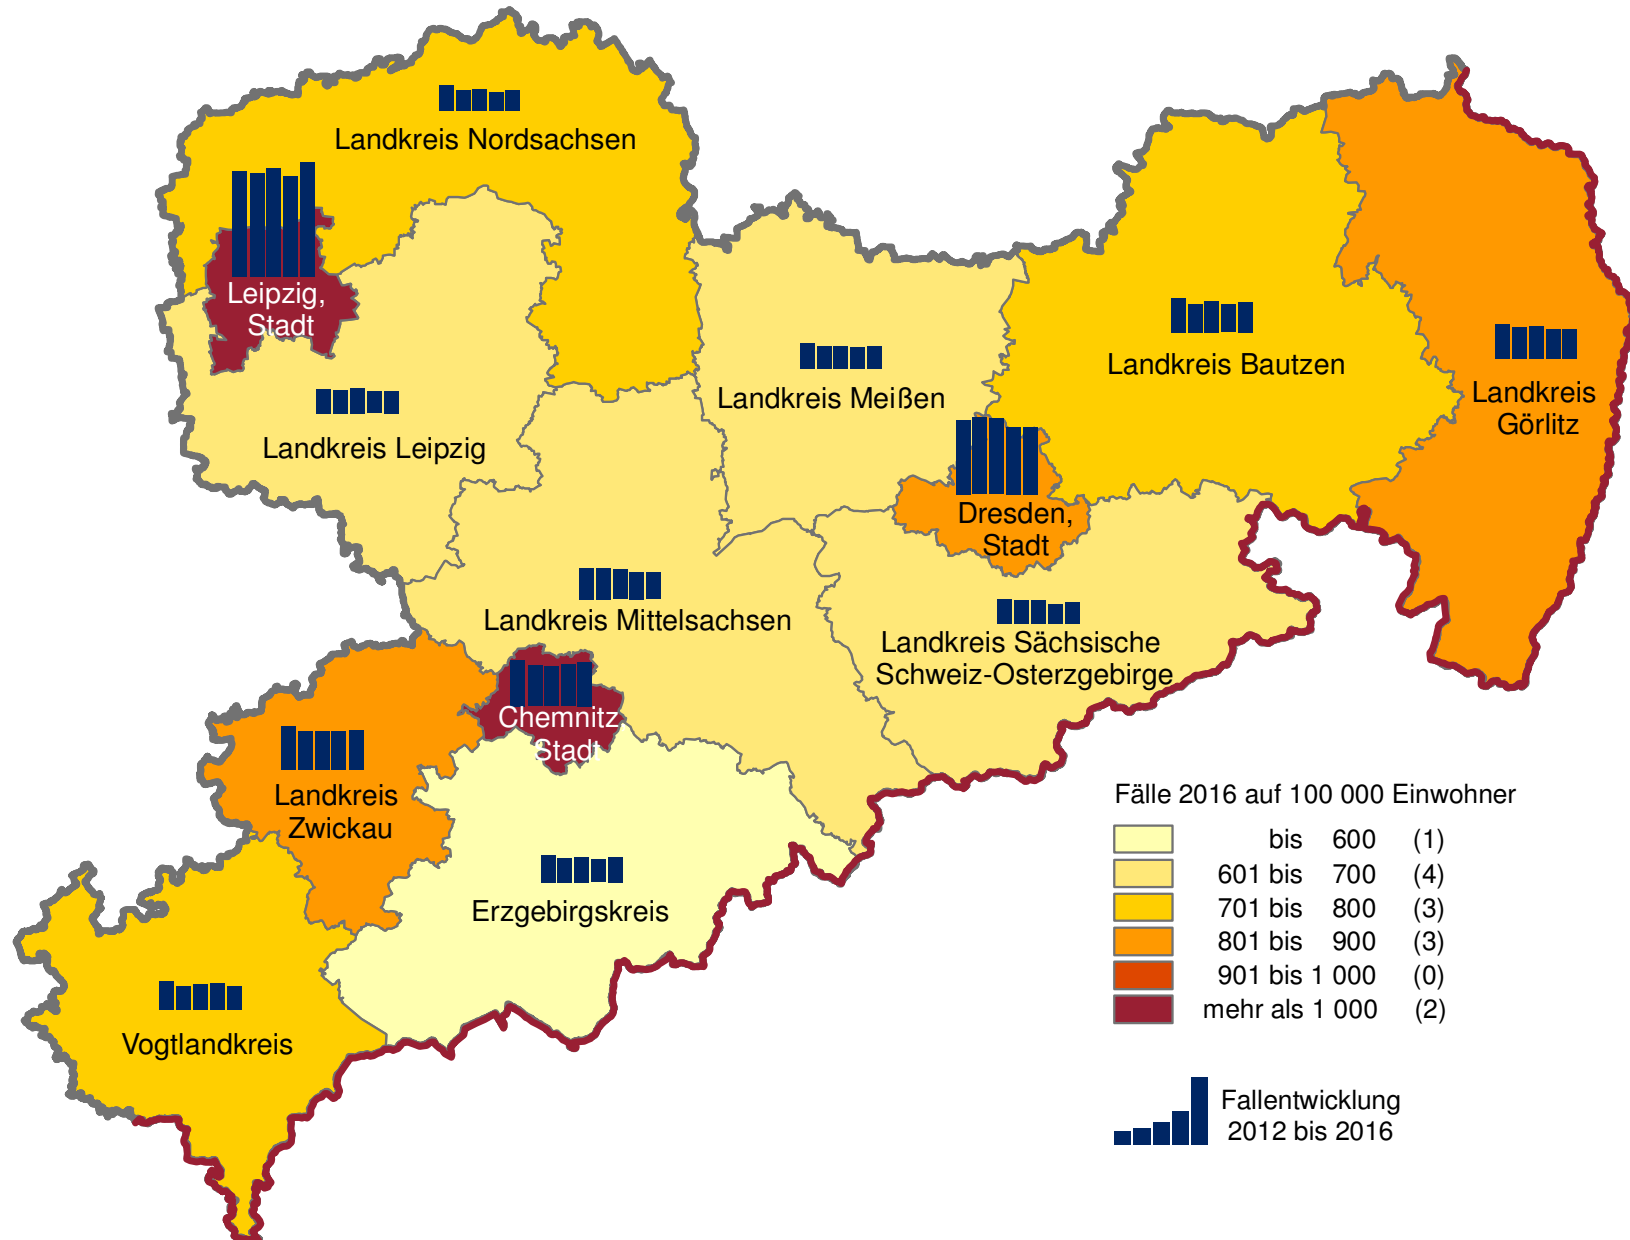 Landkreis Nordsachsen
Leipzig,
Stadt
Landkreis Bautzen
Landkreis Meißen
Landkreis
Görlitz
Landkreis Leipzig
Dresden,
Stadt
Landkreis Mittelsachsen
Landkreis Sächsische
Schweiz-Osterzgebirge
Chemnitz
Stadt
Landkreis
Zwickau
Erzgebirgskreis
Vogtlandkreis
Fälle 2016 auf 100 000 Einwohner
bis 600 (1)
601 bis 700 (4)
701 bis 800 (3)
801 bis 900 (3)
901 bis 1 000 (0)
mehr als 1 000 (2)
Fallentwicklung
2012 bis 2016